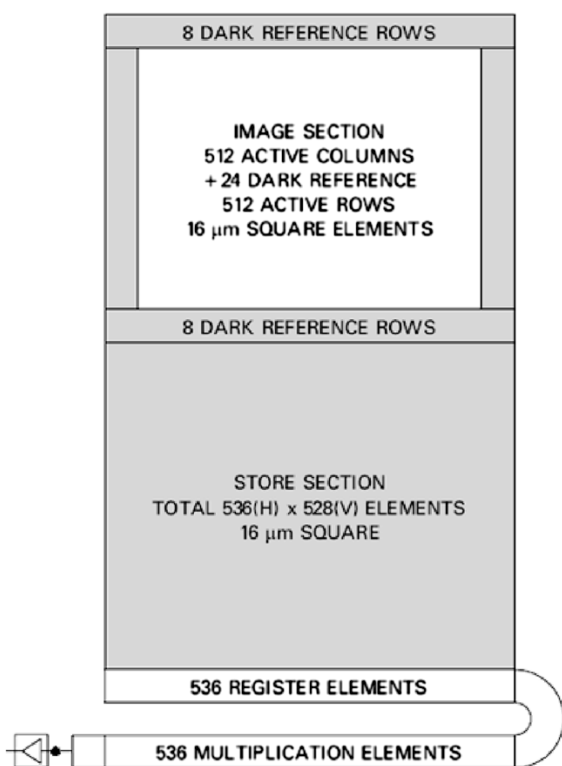 8 DARK REFERENCE ROWS
IMAGE SECTION
512 ACTIVE COLUMNS
+24 DARK REFERENCE
512 ACTIVE ROWS
16 μm SQUARE ELEMENTS
8 DARK REFERENCE ROWS
STORE SECTION
TOTAL 536(H) x 528(V) ELEMENTS
16 μm SQUARE
536 REGISTER ELEMENTS
536 MULTIPLICATION ELEMENTS